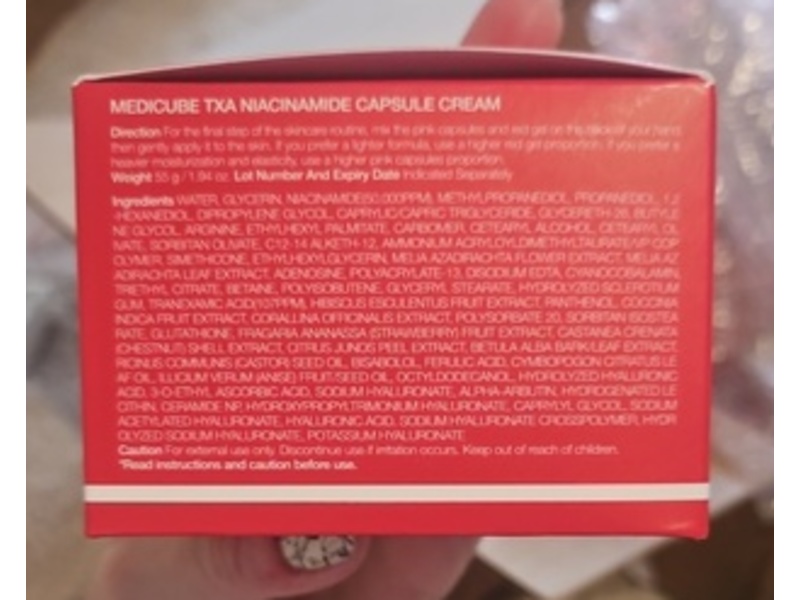 MEDICUBE TXA NIACINAMIDE CAPSULE CREAM
Direction For the final step of the skincare routine, mix the pink capsules and red gel on the back of your hand,
then gently apply it to the skin. If you prefer a lighter formula, use a higher red gel proportion. If you prefer a
heavier moisturization and elasticity, use a higher pink capsules proportion.
Weight 55 g / 1.94 oz. Lot Number And Expiry Date Indicated Separately
Ingredients WATER, GLYCERIN, NIACINAMIDE(50,000PPM), METHYLPROPANEDIOL, PROPANEDIOL, 1,2
-HEXANEDIOL, DIPROPYLENE GLYCOL, CAPRYLIC/CAPRIC TRIGLYCERIDE, GLYCERETH-26, BUTYLE
NE GLYCOL, ARGININE, ETHYLHEXYL PALMITATE, CARBOMER, CETEARYL ALCOHOL, CETEARYL OL
IVATE, SORBITAN OLIVATE, C12-14 ALKETH-12, AMMONIUM ACRYLOYLDIMETHYLTAURATE/VP COP
OLYMER, SIMETHICONE, ETHYLHEXYLGLYCERIN, MELIA AZADIRACHTA FLOWER EXTRACT, MELIA AZ
ADIRACHTA LEAF EXTRACT, ADENOSINE, POLYACRYLATE-13, DISODIUM EDTA, CYANOCOBALAMIN,
TRIETHYL CITRATE, BETAINE, POLYISOBUTENE, GLYCERYL STEARATE, HYDROLYZED SCLEROTIUM
GUM, TRANEXAMIC ACID(107PPM), HIBISCUS ESCULENTUS FRUIT EXTRACT, PANTHENOL, COCCINIA
INDICA FRUIT EXTRACT, CORALLINA OFFICINALIS EXTRACT, POLYSORBATE 20, SORBITAN ISOSTEA
RATE, GLUTATHIONE, FRAGARIA ANANASSA (STRAWBERRY) FRUIT EXTRACT, CASTANEA CRENATA
(CHESTNUT) SHELL EXTRACT, CITRUS JUNOS PEEL EXTRACT, BETULA ALBA BARK/LEAF EXTRACT,
RICINUS COMMUNIS (CASTOR) SEED OIL, BISABOLOL, FERULIC ACID, CYMBOPOGON CITRATUS LE
AF OIL, ILLICIUM VERUM (ANISE) FRUIT/SEED OIL, OCTYLDODECANOL, HYDROLYZED HYALURONIC
ACID, 3-O-ETHYL ASCORBIC ACID, SODIUM HYALURONATE, ALPHA-ARBUTIN, HYDROGENATED LE
CITHIN, CERAMIDE NP, HYDROXYPROPYLTRIMONIUM HYALURONATE, CAPRYLYL GLYCOL, SODIUM
ACETYLATED HYALURONATE, HYALURONIC ACID, SODIUM HYALURONATE CROSSPOLYMER, HYDR
OLYZED SODIUM HYALURONATE, POTASSIUM HYALURONATE
Caution For external use only. Discontinue use if irritation occurs. Keep out of reach of children.
*Read instructions and caution before use.